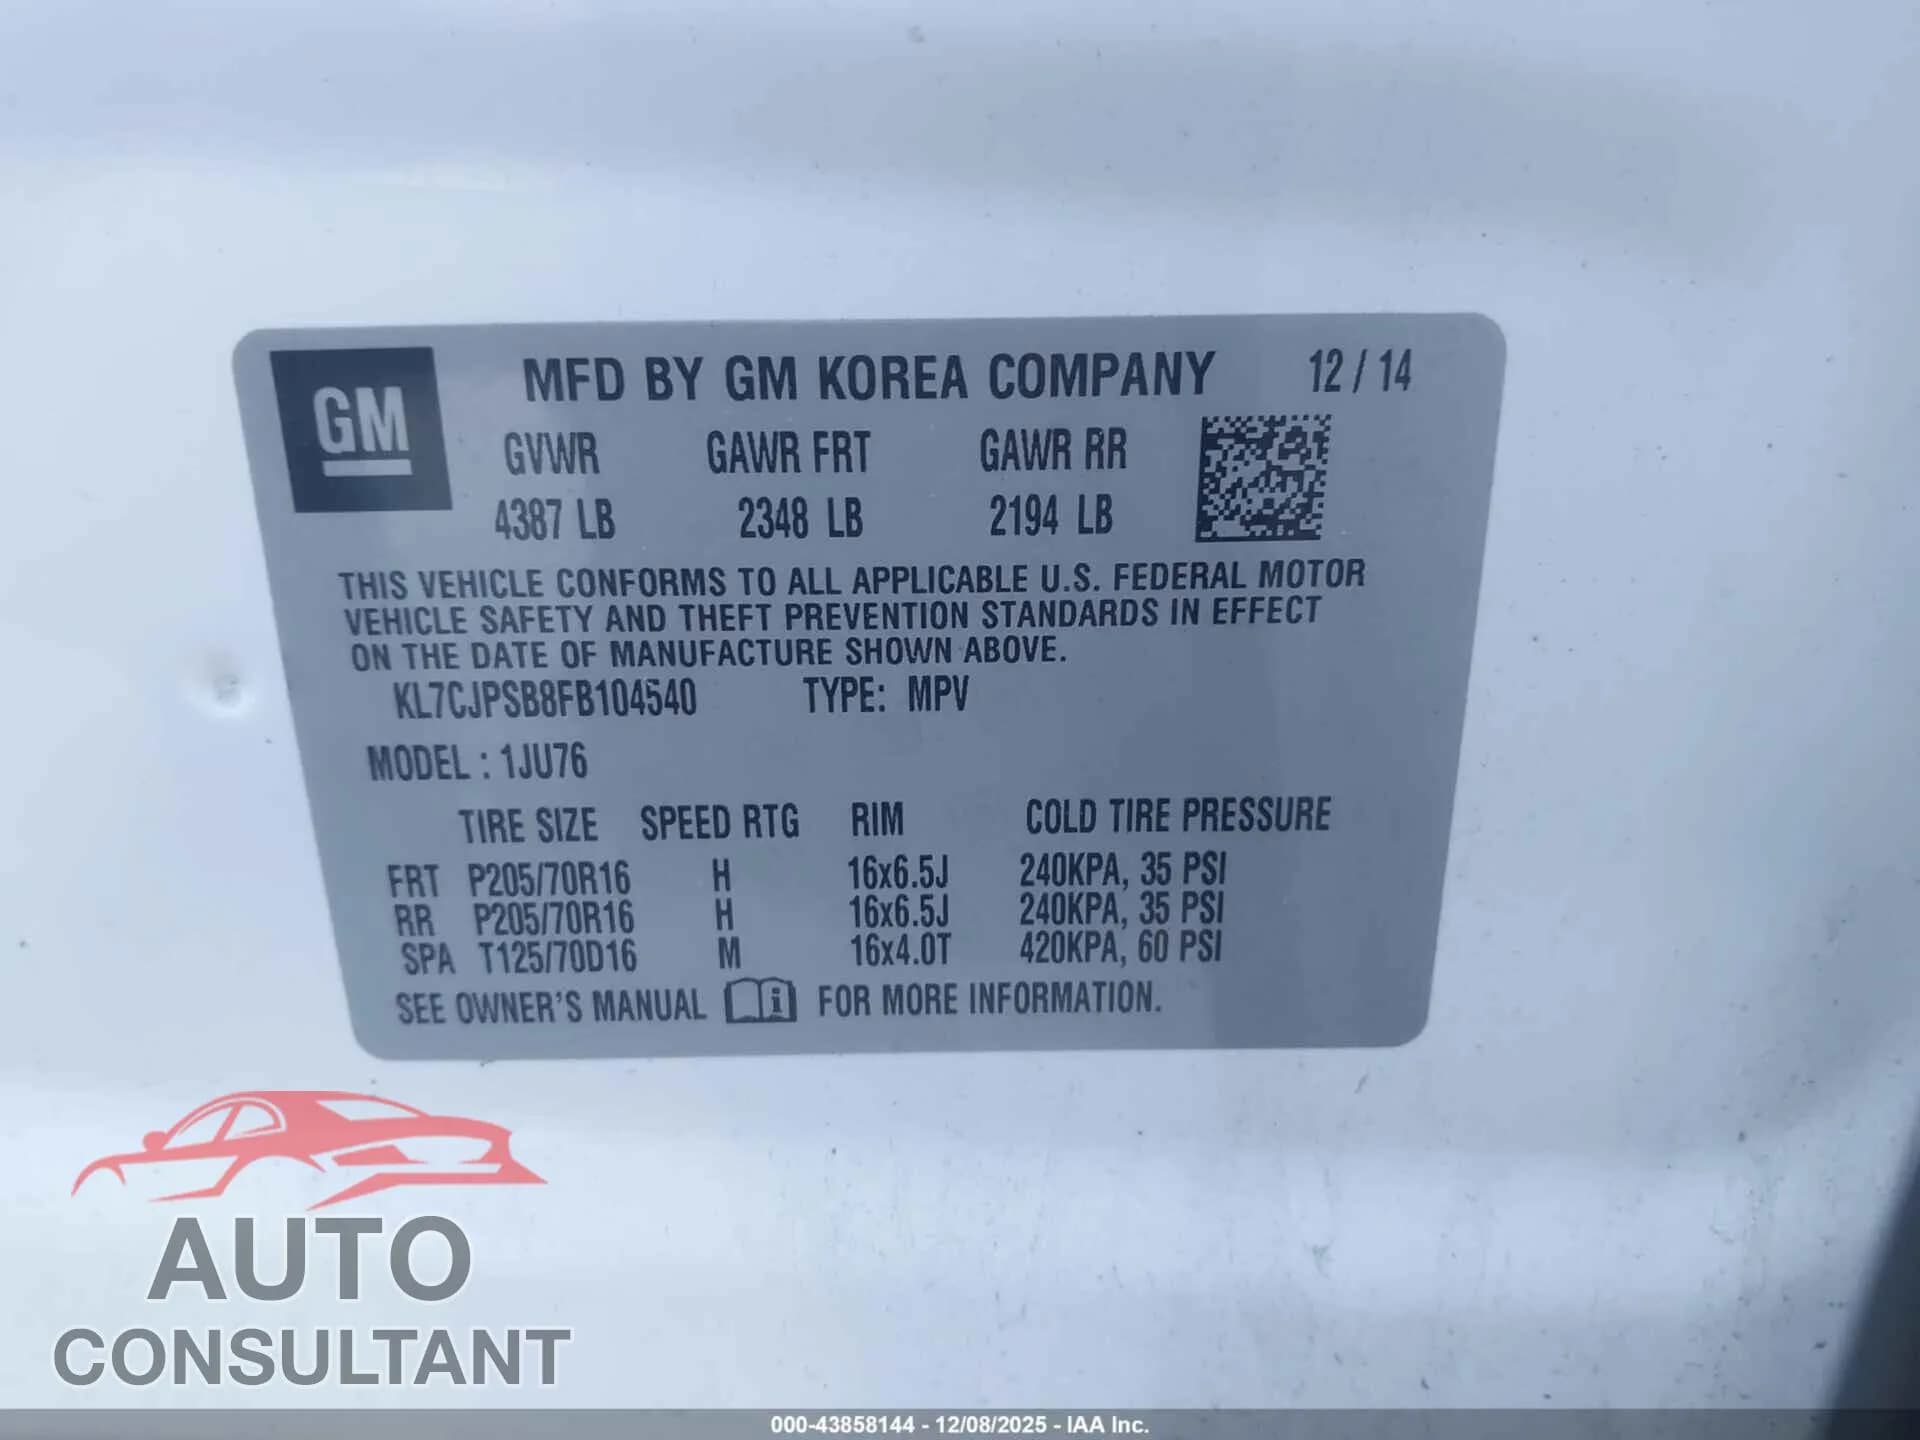 GM
MFD BY GM KOREA COMPANY 12 / 14
GVWR GAWR FRT GAWR RR
4387 LB 2348 LB 2194 LB
THIS VEHICLE CONFORMS TO ALL APPLICABLE U.S. FEDERAL MOTOR
VEHICLE SAFETY AND THEFT PREVENTION STANDARDS IN EFFECT
ON THE DATE OF MANUFACTURE SHOWN ABOVE.
KL7CJPSB8FB104540 TYPE: MPV
MODEL : 1JU76
TIRE SIZE SPEED RTG RIM COLD TIRE PRESSURE
FRT P205/70R16 H 16x6.5J 240KPA, 35 PSI
RR P205/70R16 H 16x6.5J 240KPA, 35 PSI
SPA T125/70D16 M 16x4.0T 420KPA, 60 PSI
SEE OWNER'S MANUAL i FOR MORE INFORMATION.
AUTO
CONSULTANT
000-43858144 - 12/08/2025 - IAA Inc.